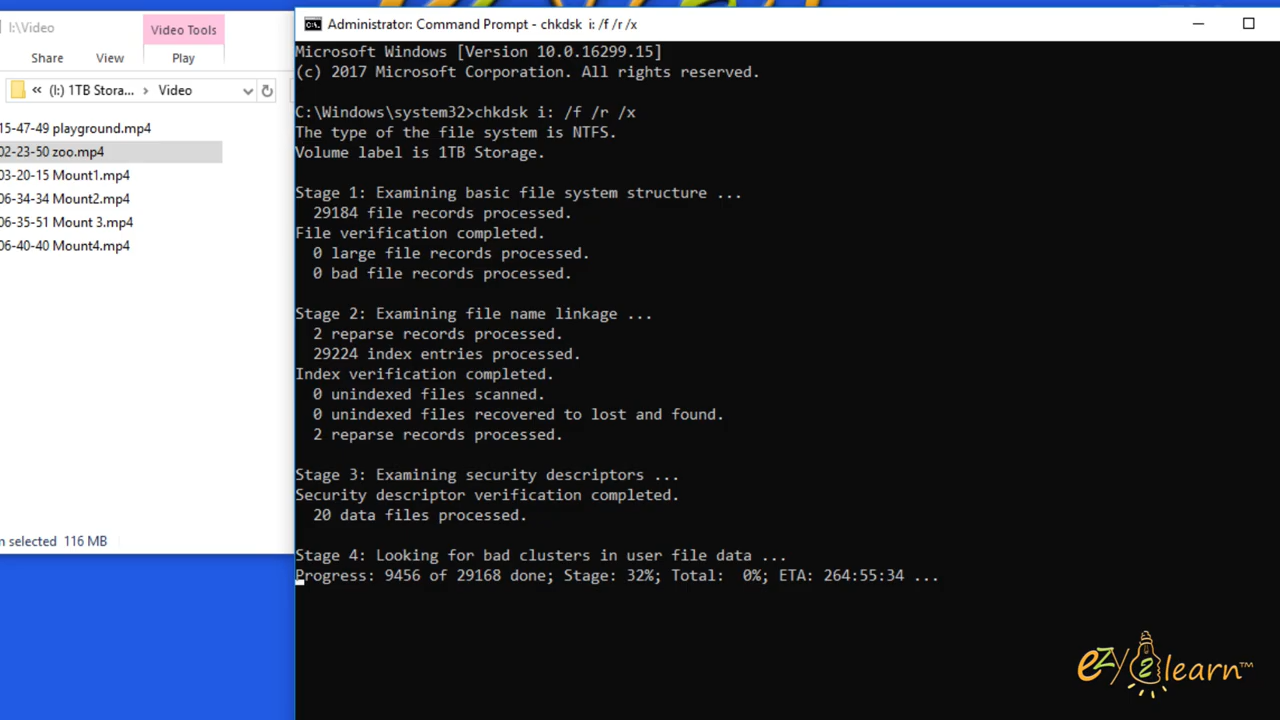 I:\Video
Video Tools
Share
View
Play
« (I:) 1TB Stora... › Video
15-47-49 playground.mp4
02-23-50 zoo.mp4
03-20-15 Mount1.mp4
06-34-34 Mount2.mp4
06-35-51 Mount 3.mp4
06-40-40 Mount4.mp4
selected 116 MB
Administrator: Command Prompt - chkdsk i: /f /r /x
Microsoft Windows [Version 10.0.16299.15]
(c) 2017 Microsoft Corporation. All rights reserved.
C:\Windows\system32>chkdsk i: /f /r /x
The type of the file system is NTFS.
Volume label is 1TB Storage.
Stage 1: Examining basic file system structure ...
29184 file records processed.
File verification completed.
0 large file records processed.
0 bad file records processed.
Stage 2: Examining file name linkage ...
2 reparse records processed.
29224 index entries processed.
Index verification completed.
0 unindexed files scanned.
0 unindexed files recovered to lost and found.
2 reparse records processed.
Stage 3: Examining security descriptors ...
Security descriptor verification completed.
20 data files processed.
Stage 4: Looking for bad clusters in user file data ...
Progress: 9456 of 29168 done; Stage: 32%; Total:  0%; ETA: 264:55:34 ...
ezy2learn™